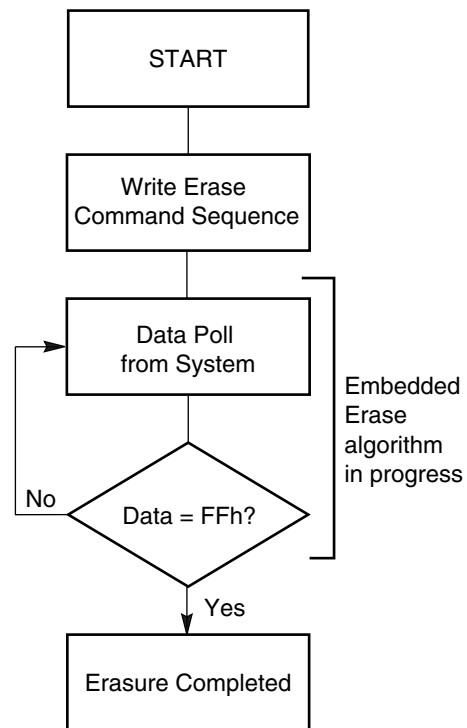 START
Write Erase
Command Sequence
Data Poll
from System
Embedded
Erase
algorithm
in progress
No
Data = FFh?
Yes
Erasure Completed